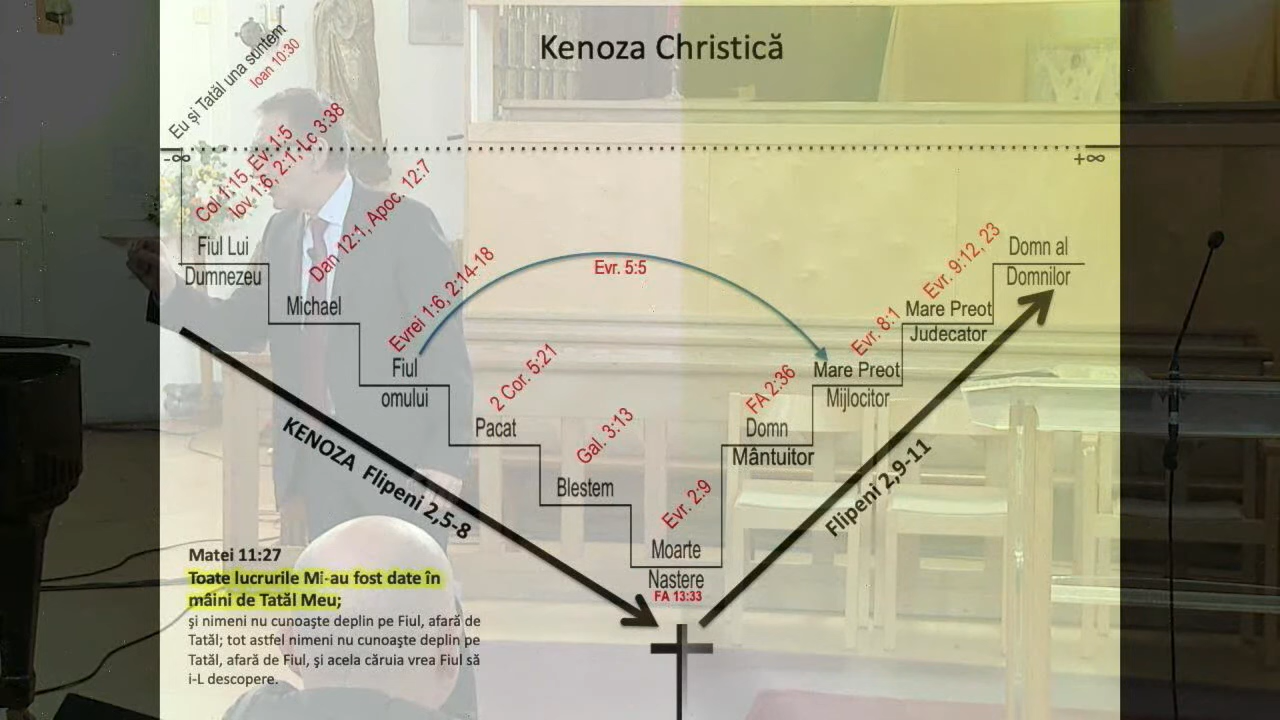 Kenoza Christică
Eu și Tatăl una suntem
Ioan 10:30
-∞
+∞
Col 1:15, Ev. 1:5
Iov 1:6, 2:1, Lc 3:38
Fiul Lui
Dumnezeu
Dan 12:1, Apoc. 12:7
Michael
Evrei 1:6, 2:14-18
Fiul
omului
2 Cor. 5:21
Pacat
Gal. 3:13
Blestem
Evr. 2:9
Moarte
Nastere
FA 13:33
Evr. 5:5
FA 2:36
Domn
Mântuitor
Evr. 8:1
Mare Preot
Mijlocitor
Evr. 9:12, 23
Mare Preot
Judecator
Domn al
Domnilor
KENOZA Flipeni 2,5-8
Flipeni 2,9-11
Matei 11:27
Toate lucrurile Mi-au fost date în
mâini de Tatăl Meu;
şi nimeni nu cunoaşte deplin pe Fiul, afară de
Tatăl; tot astfel nimeni nu cunoaşte deplin pe
Tatăl, afară de Fiul, şi acela căruia vrea Fiul să
i-L descopere.